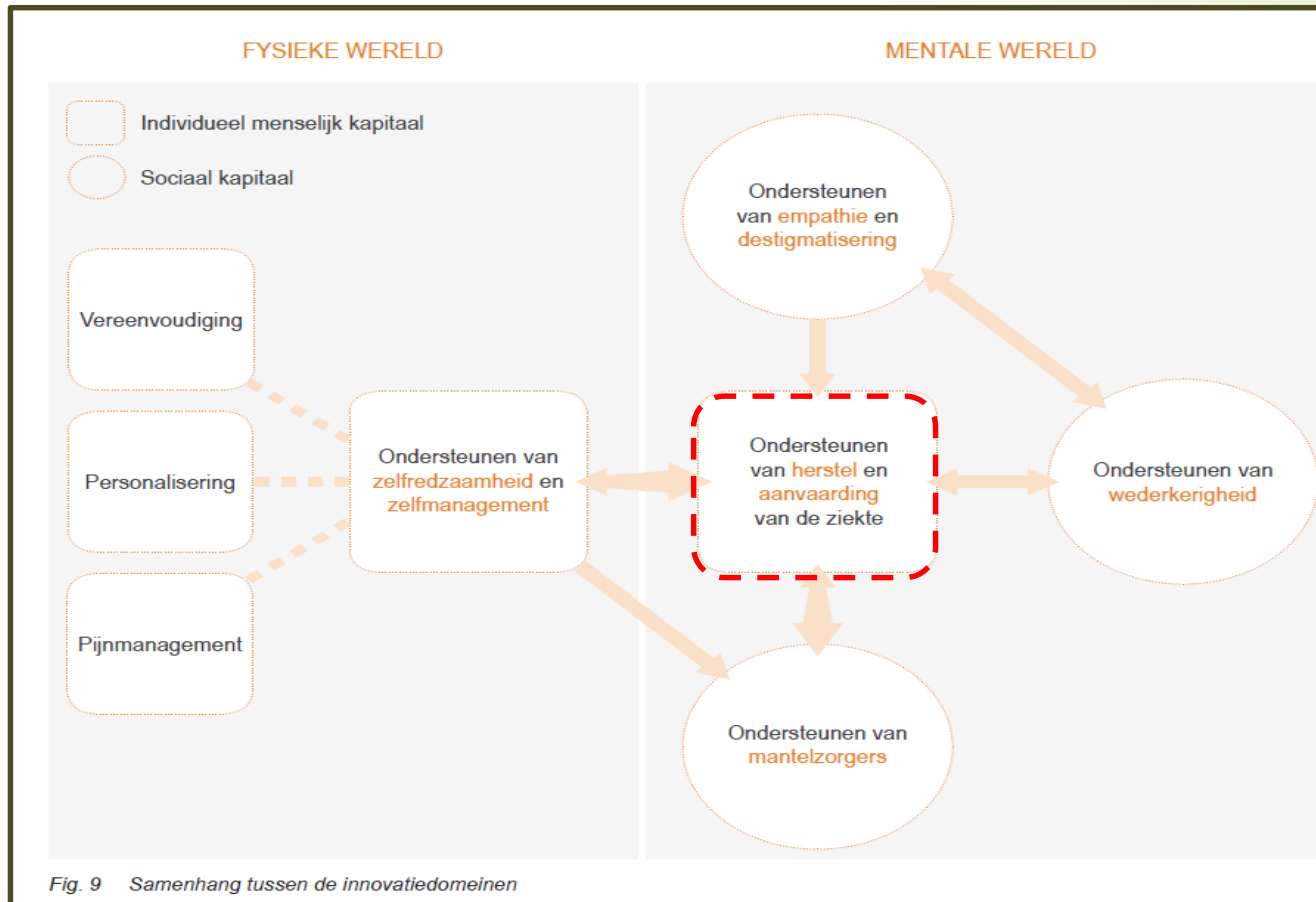 FYSIEKE WERELD
MENTALE WERELD
Individueel menselijk kapitaal
Sociaal kapitaal
Vereenvoudiging
Personalisering
Pijnmanagement
Ondersteunen van
zelfredzaamheid en
zelfmanagement
Ondersteunen
van empathie en
destigmatisering
Ondersteunen
van herstel en
aanvaarding
van de ziekte
Ondersteunen van
wederkerigheid
Ondersteunen van
mantelzorgers
Fig. 9 Samenhang tussen de innovatiedomeinen